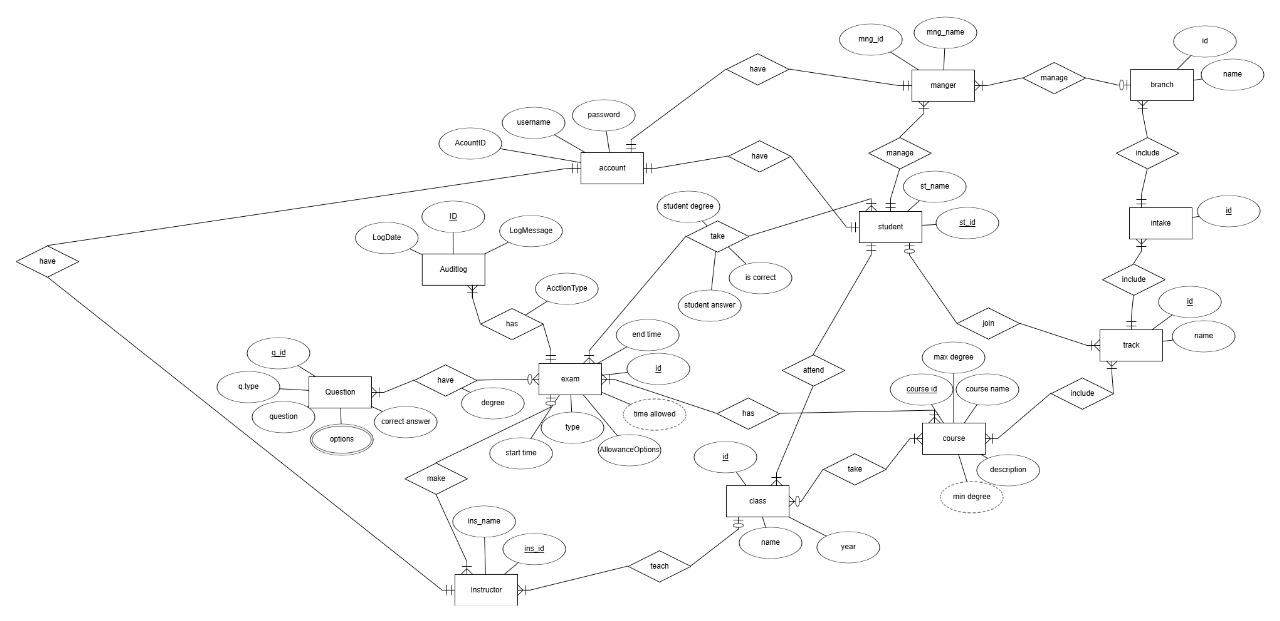 mng_name
mng_id
id
name
have
manger
manage
branch
password
username
AcountID
account
have
manage
include
st_name
student degree
ID
intake
id
st_id
student
LogDate
LogMessage
take
have
Auditlog
is correct
include
AcctionType
student answer
id
has
join
end time
name
track
q_id
max degree
id
attend
exam
have
q.type
Question
course id
course name
include
degree
time allowed
has
question
correct answer
type
options
course
AllowanceOptions
start time
id
take
description
make
min degree
class
ins_name
name
year
ins_id
teach
Instructor